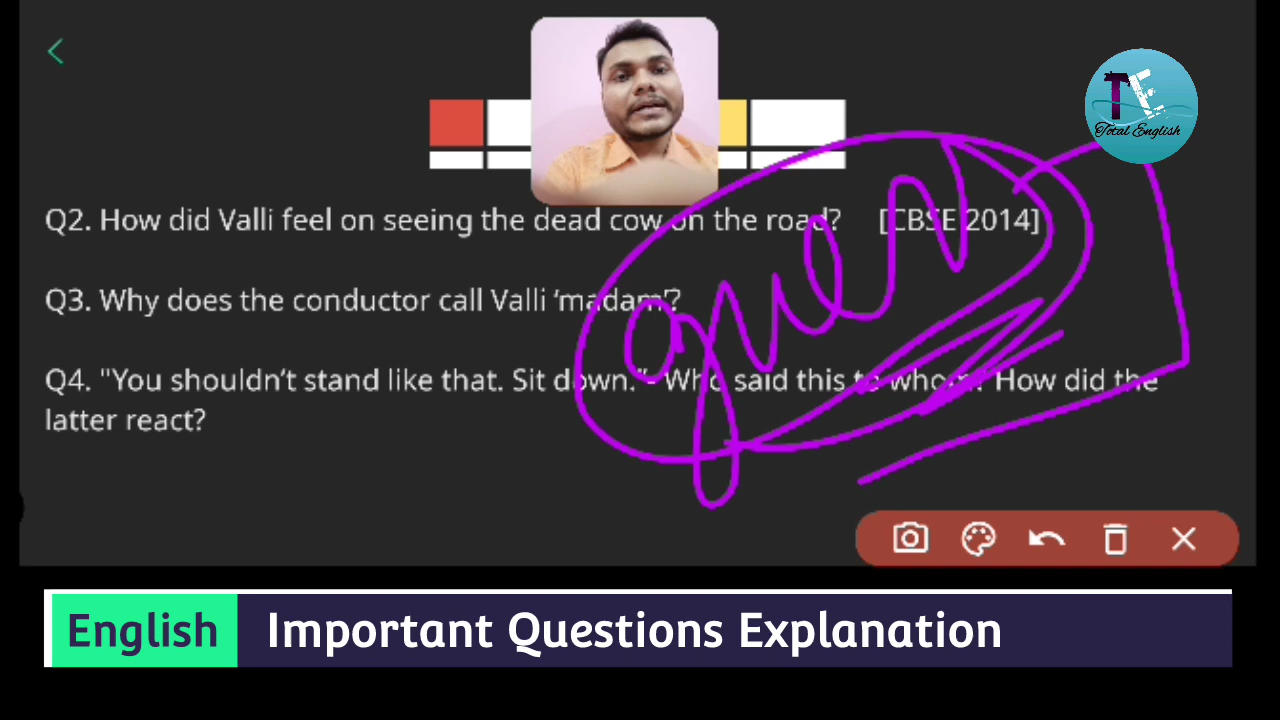 TE
Total English
Q2. How did Valli feel on seeing the dead cow on the road? [CBSE 2014]
Q3. Why does the conductor call Valli ‘madam’?
Q4. "You shouldn’t stand like that. Sit down.”- Who said this to whom? How did the
latter react?
English Important Questions Explanation